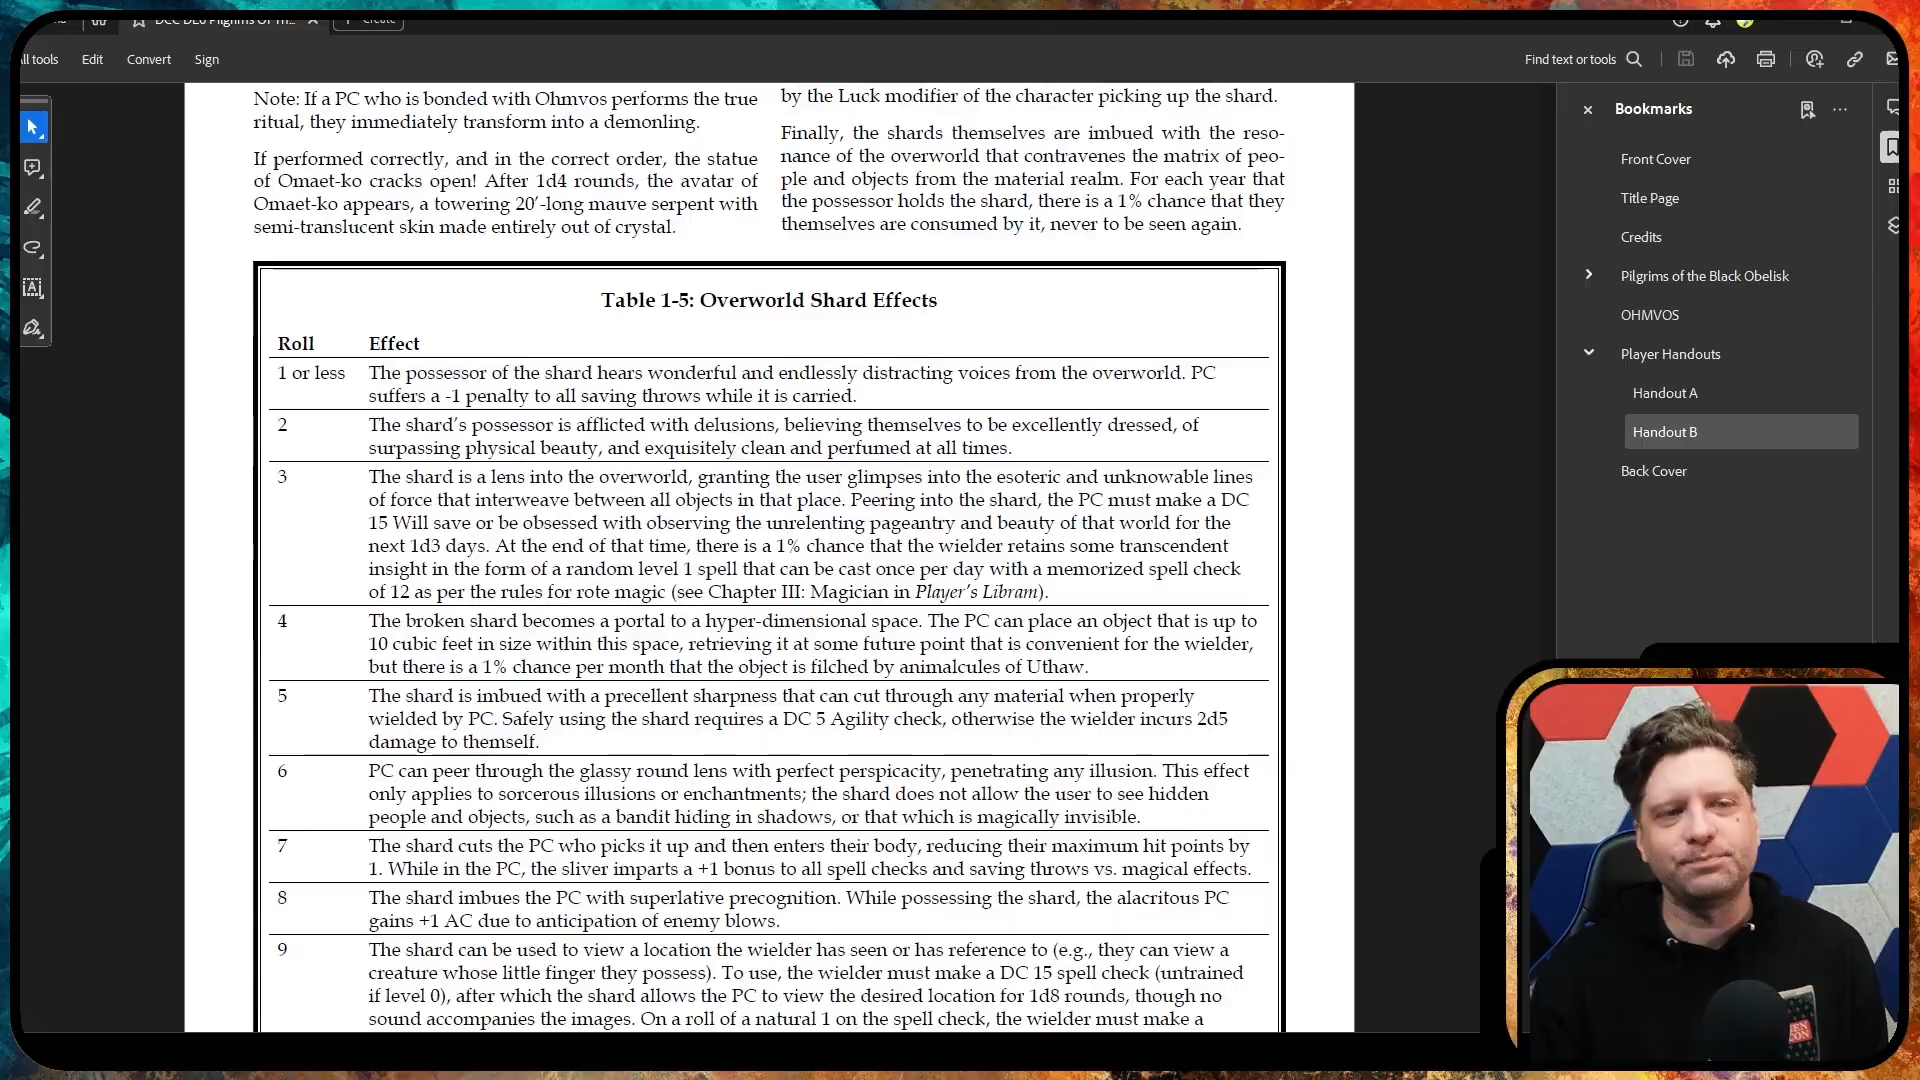 DCC DE6 Pilgrims Of Th...
Create
All tools
Edit
Convert
Sign
Find text or tools
Note: If a PC who is bonded with Ohmvos performs the true
ritual, they immediately transform into a demonling.
If performed correctly, and in the correct order, the statue
of Omaet-ko cracks open! After 1d4 rounds, the avatar of
Omaet-ko appears, a towering 20′-long mauve serpent with
semi-translucent skin made entirely out of crystal.
by the Luck modifier of the character picking up the shard.
Finally, the shards themselves are imbued with the reso-
nance of the overworld that contravenes the matrix of peo-
ple and objects from the material realm. For each year that
the possessor holds the shard, there is a 1% chance that they
themselves are consumed by it, never to be seen again.
Table 1-5: Overworld Shard Effects
Roll Effect
1 or less The possessor of the shard hears wonderful and endlessly distracting voices from the overworld. PC
suffers a -1 penalty to all saving throws while it is carried.
2 The shard’s possessor is afflicted with delusions, believing themselves to be excellently dressed, of
surpassing physical beauty, and exquisitely clean and perfumed at all times.
3 The shard is a lens into the overworld, granting the user glimpses into the esoteric and unknowable lines
of force that interweave between all objects in that place. Peering into the shard, the PC must make a DC
15 Will save or be obsessed with observing the unrelenting pageantry and beauty of that world for the
next 1d3 days. At the end of that time, there is a 1% chance that the wielder retains some transcendent
insight in the form of a random level 1 spell that can be cast once per day with a memorized spell check
of 12 as per the rules for rote magic (see Chapter III: Magician in Player’s Libram).
4 The broken shard becomes a portal to a hyper-dimensional space. The PC can place an object that is up to
10 cubic feet in size within this space, retrieving it at some future point that is convenient for the wielder,
but there is a 1% chance per month that the object is filched by animalcules of Uthaw.
5 The shard is imbued with a precellent sharpness that can cut through any material when properly
wielded by PC. Safely using the shard requires a DC 5 Agility check, otherwise the wielder incurs 2d5
damage to themself.
6 PC can peer through the glassy round lens with perfect perspicacity, penetrating any illusion. This effect
only applies to sorcerous illusions or enchantments; the shard does not allow the user to see hidden
people and objects, such as a bandit hiding in shadows, or that which is magically invisible.
7 The shard cuts the PC who picks it up and then enters their body, reducing their maximum hit points by
1. While in the PC, the sliver imparts a +1 bonus to all spell checks and saving throws vs. magical effects.
8 The shard imbues the PC with superlative precognition. While possessing the shard, the alacritous PC
gains +1 AC due to anticipation of enemy blows.
9 The shard can be used to view a location the wielder has seen or has reference to (e.g., they can view a
creature whose little finger they possess). To use, the wielder must make a DC 15 spell check (untrained
if level 0), after which the shard allows the PC to view the desired location for 1d8 rounds, though no
sound accompanies the images. On a roll of a natural 1 on the spell check, the wielder must make a
Bookmarks
Front Cover
Title Page
Credits
Pilgrims of the Black Obelisk
OHMVOS
Player Handouts
Handout A
Handout B
Back Cover